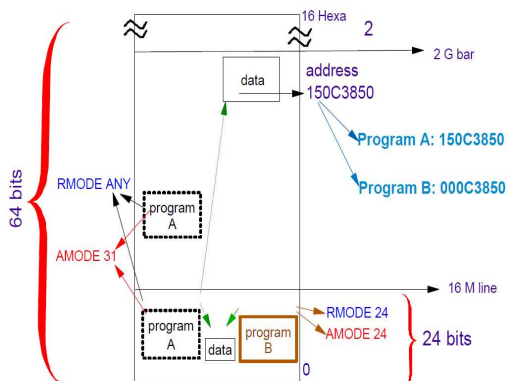 16 Hexa
2
2 G bar
data
address
150C3850
Program A: 150C3850
Program B: 000C3850
64 bits
RMODE ANY
program
A
AMODE 31
16 M line
RMODE 24
program
A
data
program
B
AMODE 24
24 bits
0